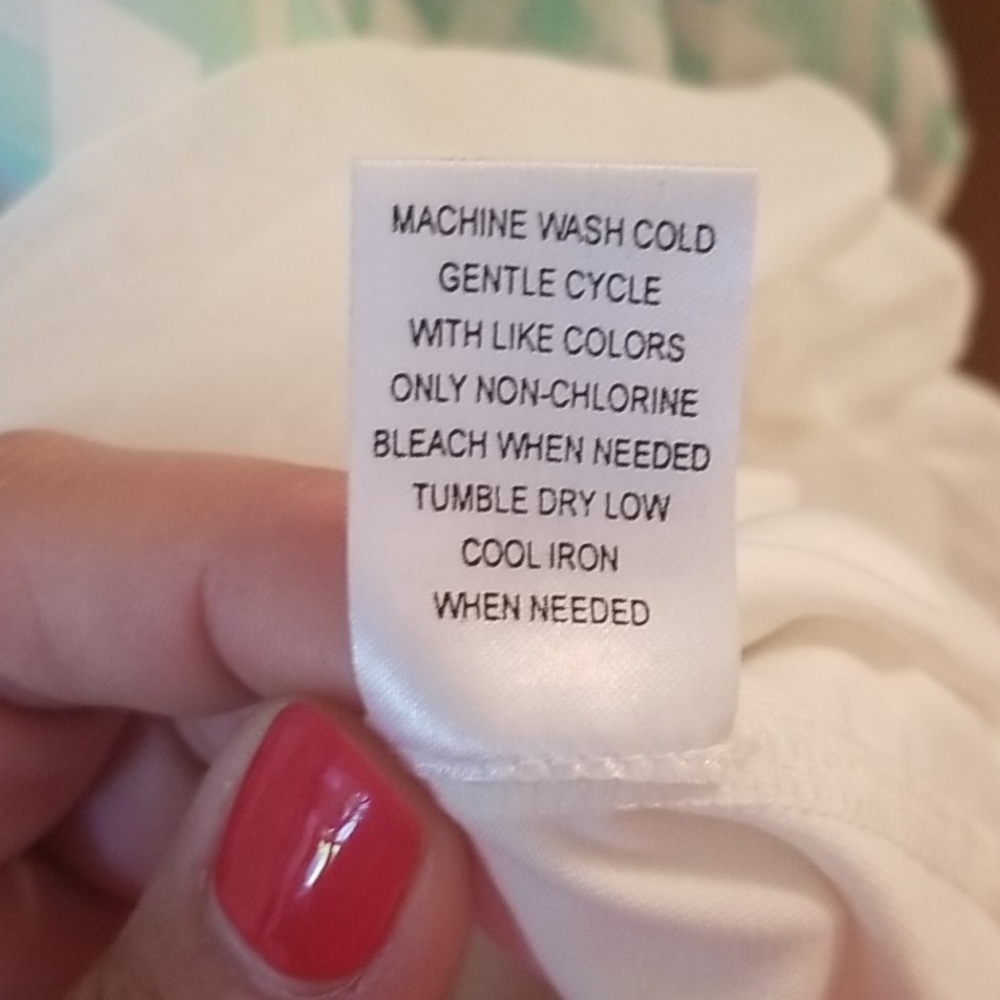 MACHINE WASH COLD
GENTLE CYCLE
WITH LIKE COLORS
ONLY NON-CHLORINE
BLEACH WHEN NEEDED
TUMBLE DRY LOW
COOL IRON
WHEN NEEDED